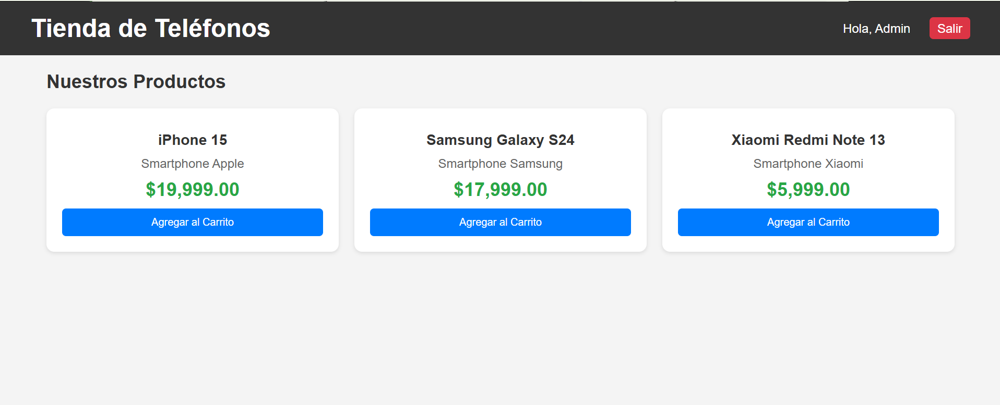 Tienda de Teléfonos
Hola, Admin
Salir
Nuestros Productos
iPhone 15
Smartphone Apple
$19,999.00
Agregar al Carrito
Samsung Galaxy S24
Smartphone Samsung
$17,999.00
Agregar al Carrito
Xiaomi Redmi Note 13
Smartphone Xiaomi
$5,999.00
Agregar al Carrito